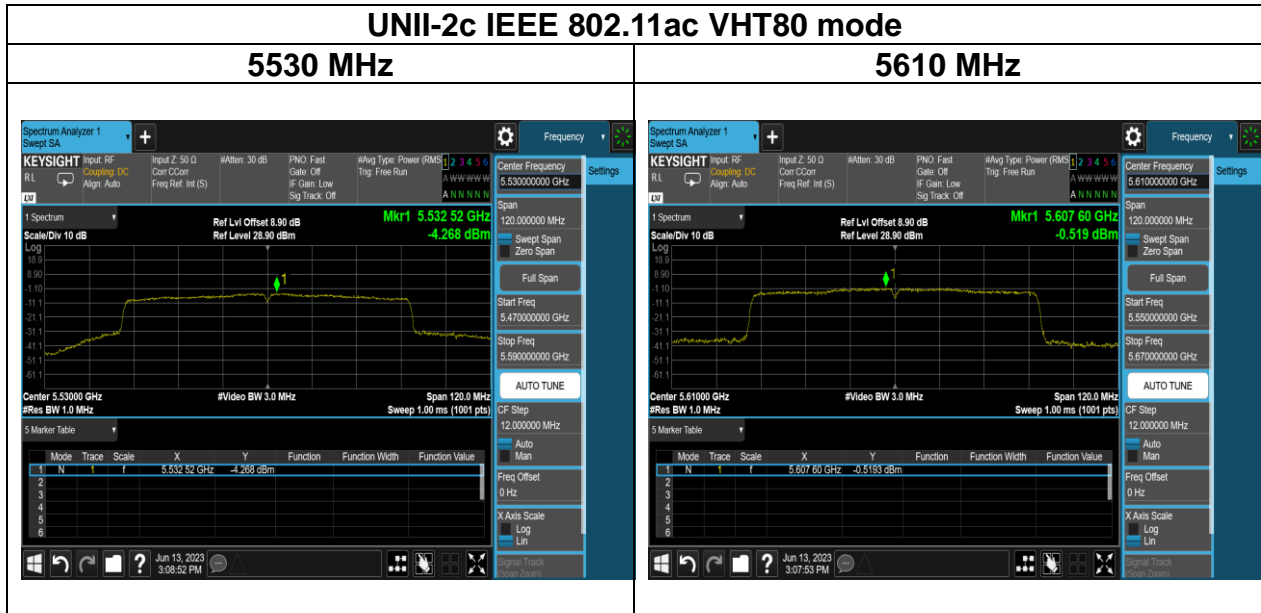 UNII-2c IEEE 802.11ac VHT80 mode
5530 MHz
5610 MHz
Spectrum Analyzer 1
Swept SA
Frequency
KEYSIGHT
RL
LXI
Input: RF
Coupling: DC
Align: Auto
Input Z: 50 Ω
Corr CCorr
Freq Ref: Int (S)
#Atten: 30 dB
PNO: Fast
Gate: Off
IF Gain: Low
Sig Track: Off
#Avg Type: Power (RMS
Trig: Free Run
1 2 3 4 5 6
A W W W W W
A N N N N N
Center Frequency
5.530000000 GHz
Settings
1 Spectrum
Scale/Div 10 dB
Log
Ref Lvl Offset 8.90 dB
Ref Level 28.90 dBm
Mkr1 5.532 52 GHz
-4.268 dBm
Span
120.000000 MHz
Swept Span
Zero Span
Full Span
Start Freq
5.470000000 GHz
Stop Freq
5.590000000 GHz
AUTO TUNE
CF Step
12.000000 MHz
Auto
Man
Freq Offset
0 Hz
X Axis Scale
Log
Lin
Signal Track
(Span Zoom)
18.9
8.90
-1.10
-11.1
-21.1
-31.1
-41.1
-51.1
-61.1
1
Center 5.53000 GHz
#Res BW 1.0 MHz
#Video BW 3.0 MHz
Span 120.0 MHz
Sweep 1.00 ms (1001 pts)
5 Marker Table
Mode Trace Scale X Y Function Function Width Function Value
1 N 1 f 5.532 52 GHz -4.268 dBm
2
3
4
5
6
?
Jun 13, 2023
3:08:52 PM
Spectrum Analyzer 1
Swept SA
Frequency
KEYSIGHT
RL
LXI
Input: RF
Coupling: DC
Align: Auto
Input Z: 50 Ω
Corr CCorr
Freq Ref: Int (S)
#Atten: 30 dB
PNO: Fast
Gate: Off
IF Gain: Low
Sig Track: Off
#Avg Type: Power (RMS
Trig: Free Run
1 2 3 4 5 6
A W W W W W
A N N N N N
Center Frequency
5.610000000 GHz
Settings
1 Spectrum
Scale/Div 10 dB
Log
Ref Lvl Offset 8.90 dB
Ref Level 28.90 dBm
Mkr1 5.607 60 GHz
-0.519 dBm
Span
120.000000 MHz
Swept Span
Zero Span
Full Span
Start Freq
5.550000000 GHz
Stop Freq
5.670000000 GHz
AUTO TUNE
CF Step
12.000000 MHz
Auto
Man
Freq Offset
0 Hz
X Axis Scale
Log
Lin
Signal Track
(Span Zoom)
18.9
8.90
-1.10
-11.1
-21.1
-31.1
-41.1
-51.1
-61.1
1
Center 5.61000 GHz
#Res BW 1.0 MHz
#Video BW 3.0 MHz
Span 120.0 MHz
Sweep 1.00 ms (1001 pts)
5 Marker Table
Mode Trace Scale X Y Function Function Width Function Value
1 N 1 f 5.607 60 GHz -0.5193 dBm
2
3
4
5
6
?
Jun 13, 2023
3:07:53 PM